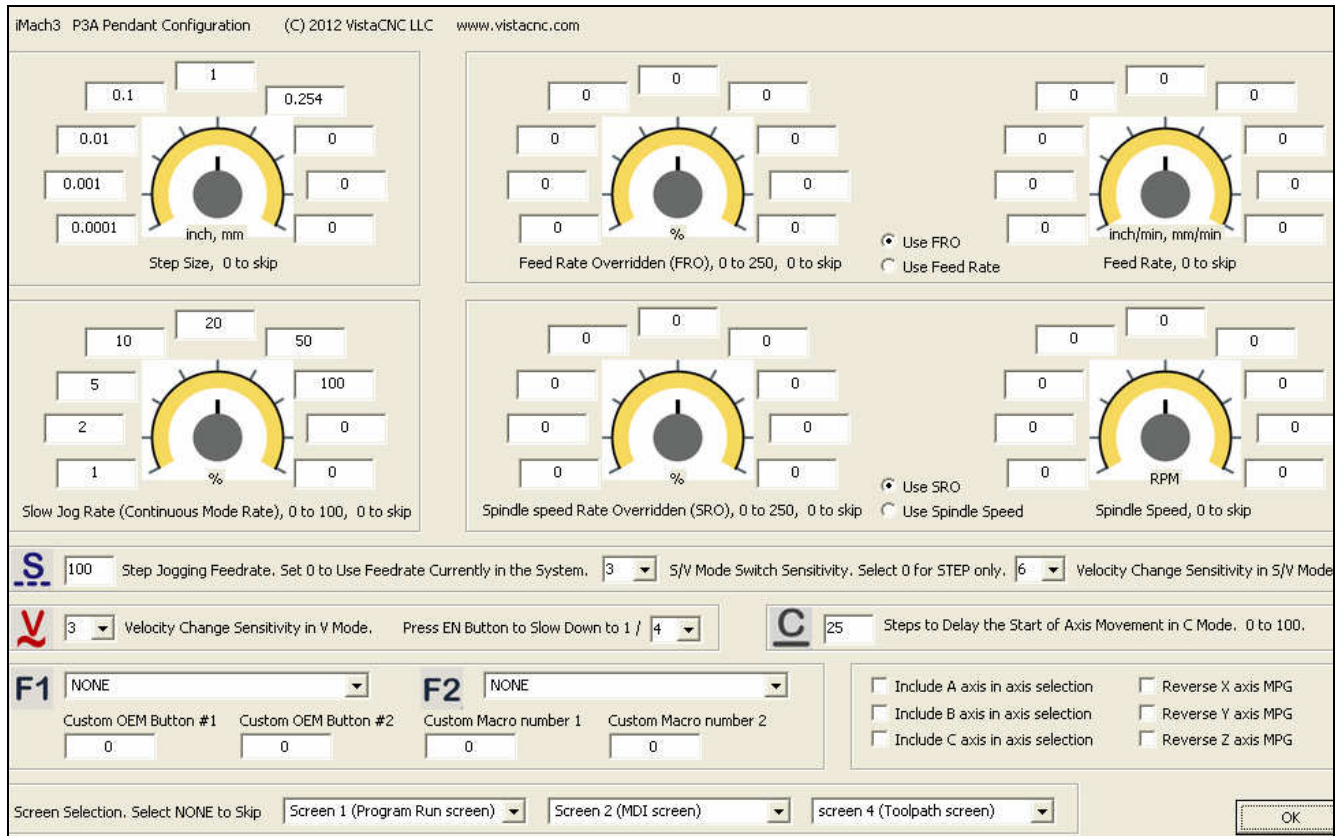 iMach3 P3A Pendant Configuration (C) 2012 VistaCNC LLC www.vistacnc.com
1
0.1 0.254
0.01 0
0.001 0
0.0001 0
inch, mm
Step Size, 0 to skip
0
0 0
0 0
0 0
0 0
%
Feed Rate Overridden (FRO), 0 to 250, 0 to skip
Use FRO
Use Feed Rate
0
0 0
0 0
0 0
0 0
inch/min, mm/min
Feed Rate, 0 to skip
20
10 50
5 100
2 0
1 0
%
Slow Jog Rate (Continuous Mode Rate), 0 to 100, 0 to skip
0
0 0
0 0
0 0
0 0
%
Spindle speed Rate Overridden (SRO), 0 to 250, 0 to skip
Use SRO
Use Spindle Speed
0
0 0
0 0
0 0
0 0
RPM
Spindle Speed, 0 to skip
S 100 Step Jogging Feedrate. Set 0 to Use Feedrate Currently in the System. 3 S/V Mode Switch Sensitivity. Select 0 for STEP only. 6 Velocity Change Sensitivity in S/V Mode
V 3 Velocity Change Sensitivity in V Mode. Press EN Button to Slow Down to 1 / 4
C 25 Steps to Delay the Start of Axis Movement in C Mode. 0 to 100.
F1 NONE F2 NONE
Custom OEM Button #1 Custom OEM Button #2 Custom Macro number 1 Custom Macro number 2
0 0 0 0
Include A axis in axis selection Reverse X axis MPG
Include B axis in axis selection Reverse Y axis MPG
Include C axis in axis selection Reverse Z axis MPG
Screen Selection. Select NONE to Skip Screen 1 (Program Run screen) Screen 2 (MDI screen) screen 4 (Toolpath screen)
OK